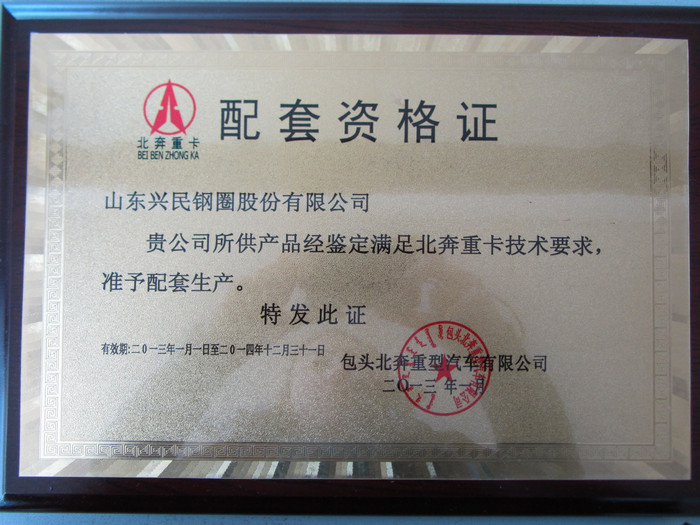 配套资格证
北奔重卡
BEI BEN ZHONG KA
山东兴民钢圈股份有限公司
贵公司所供产品经鉴定满足北奔重卡技术要求，
准予配套生产。
特发此证
有效期:二0一三年一月一日至二0一四年十二月三十一日
包头北奔重型汽车有限公司
二〇一三年一月